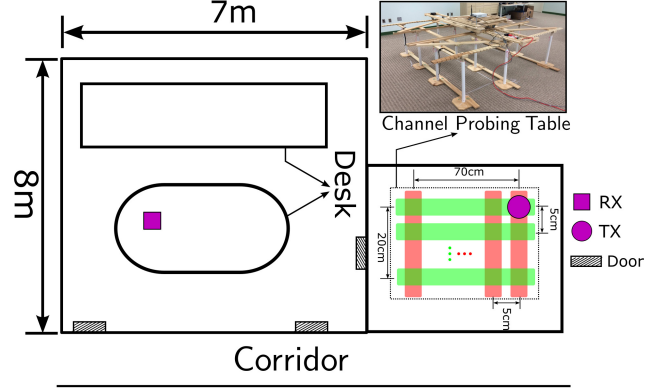 7m
8m
Channel Probing Table
Desk
70cm
5cm
20cm
5cm
RX
TX
Door
Corridor